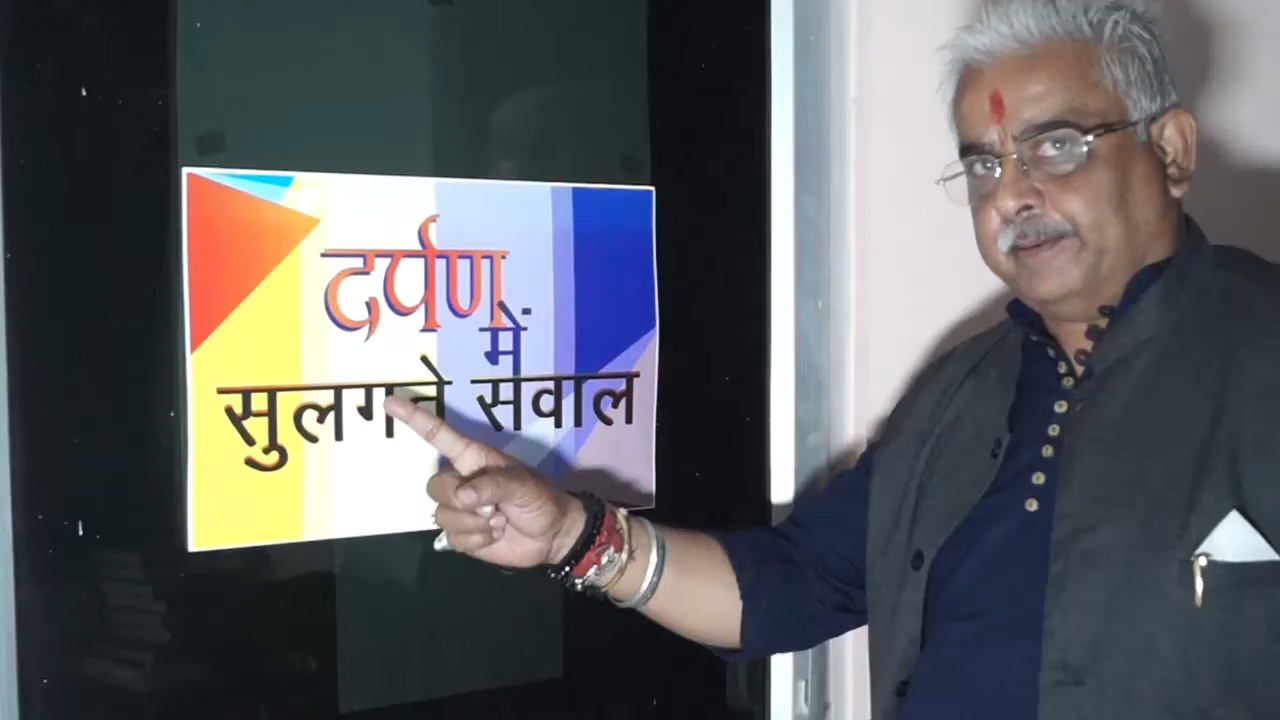 दर्पण
में
सुलगते सवाल